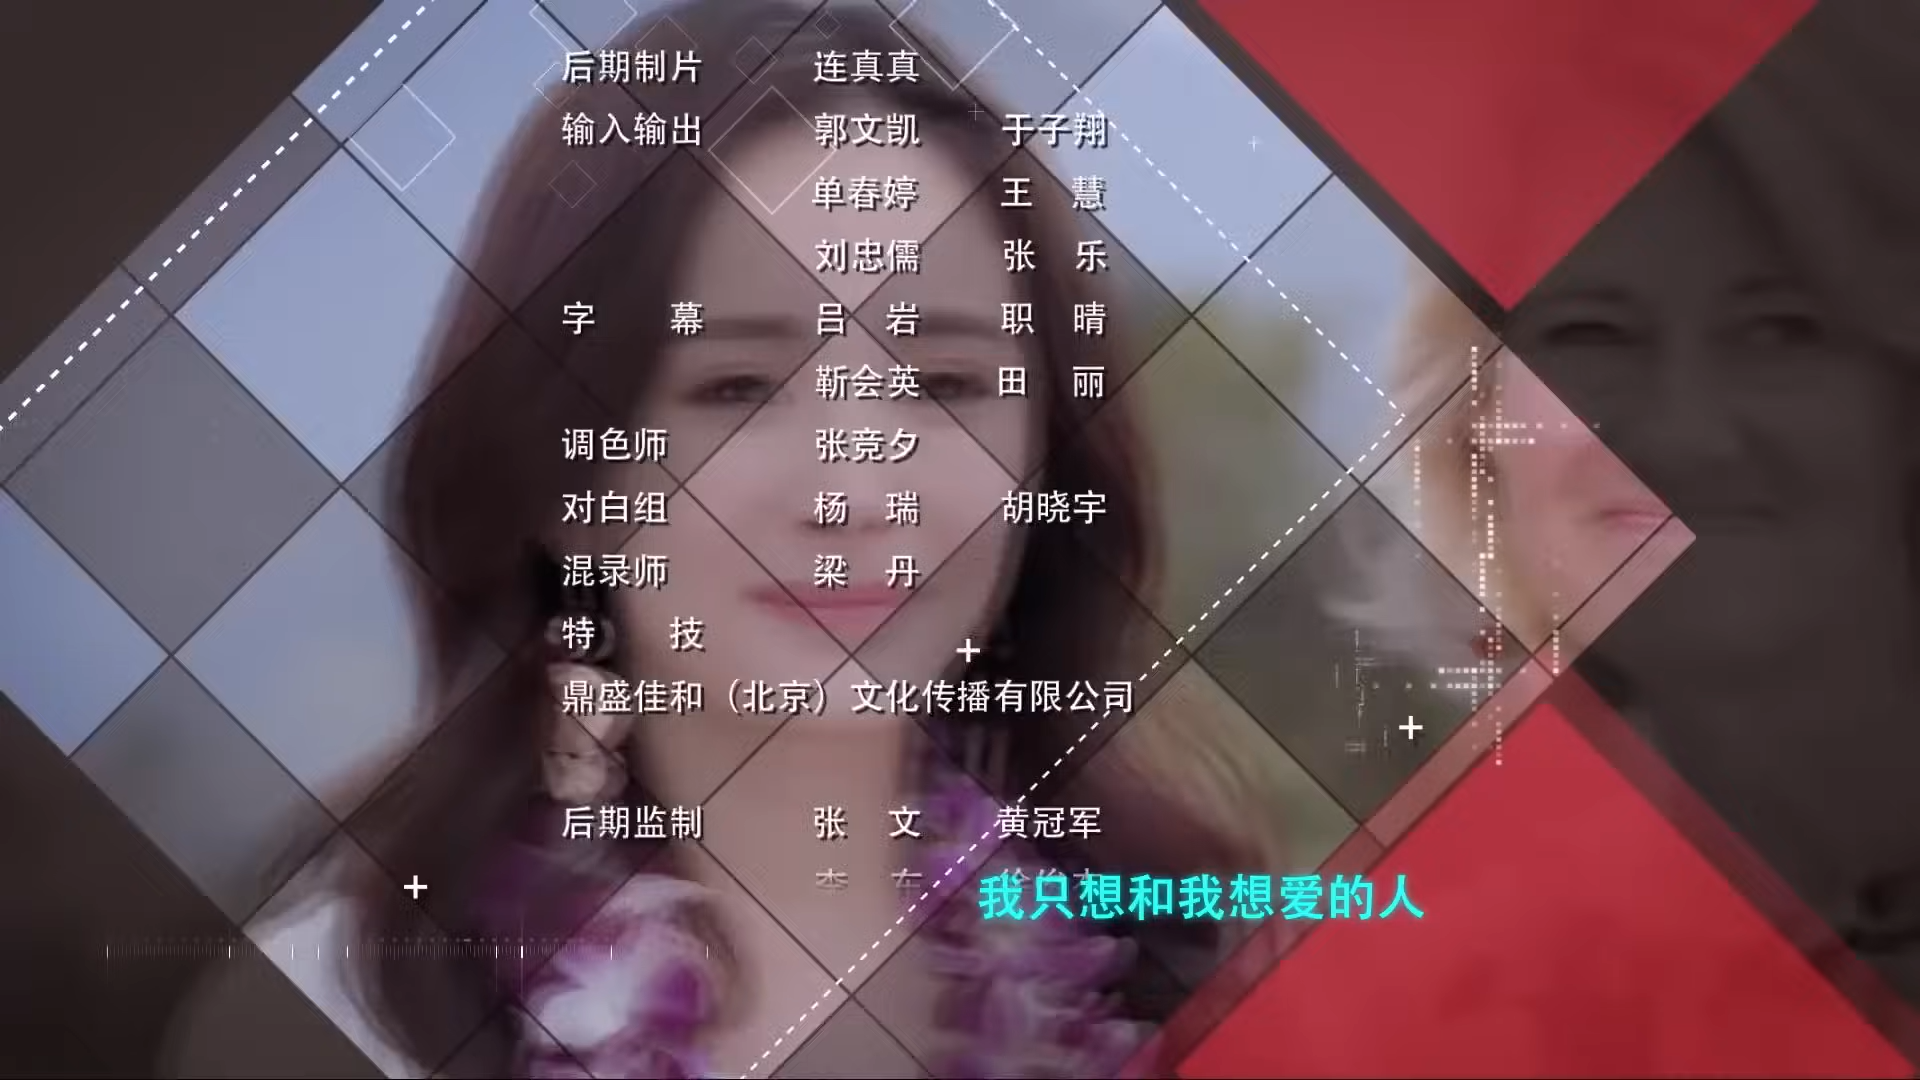 后期制片 连真真
输入输出 郭文凯 于子翔
单春婷 王 慧
刘忠儒 张 乐
字 幕 吕 岩 职 晴
靳会英 田 丽
调色师 张竞夕
对白组 杨 瑞 胡晓宇
混录师 梁 丹
特 技
鼎盛佳和（北京）文化传播有限公司
后期监制 张 文 黄冠军
我只想和我想爱的人